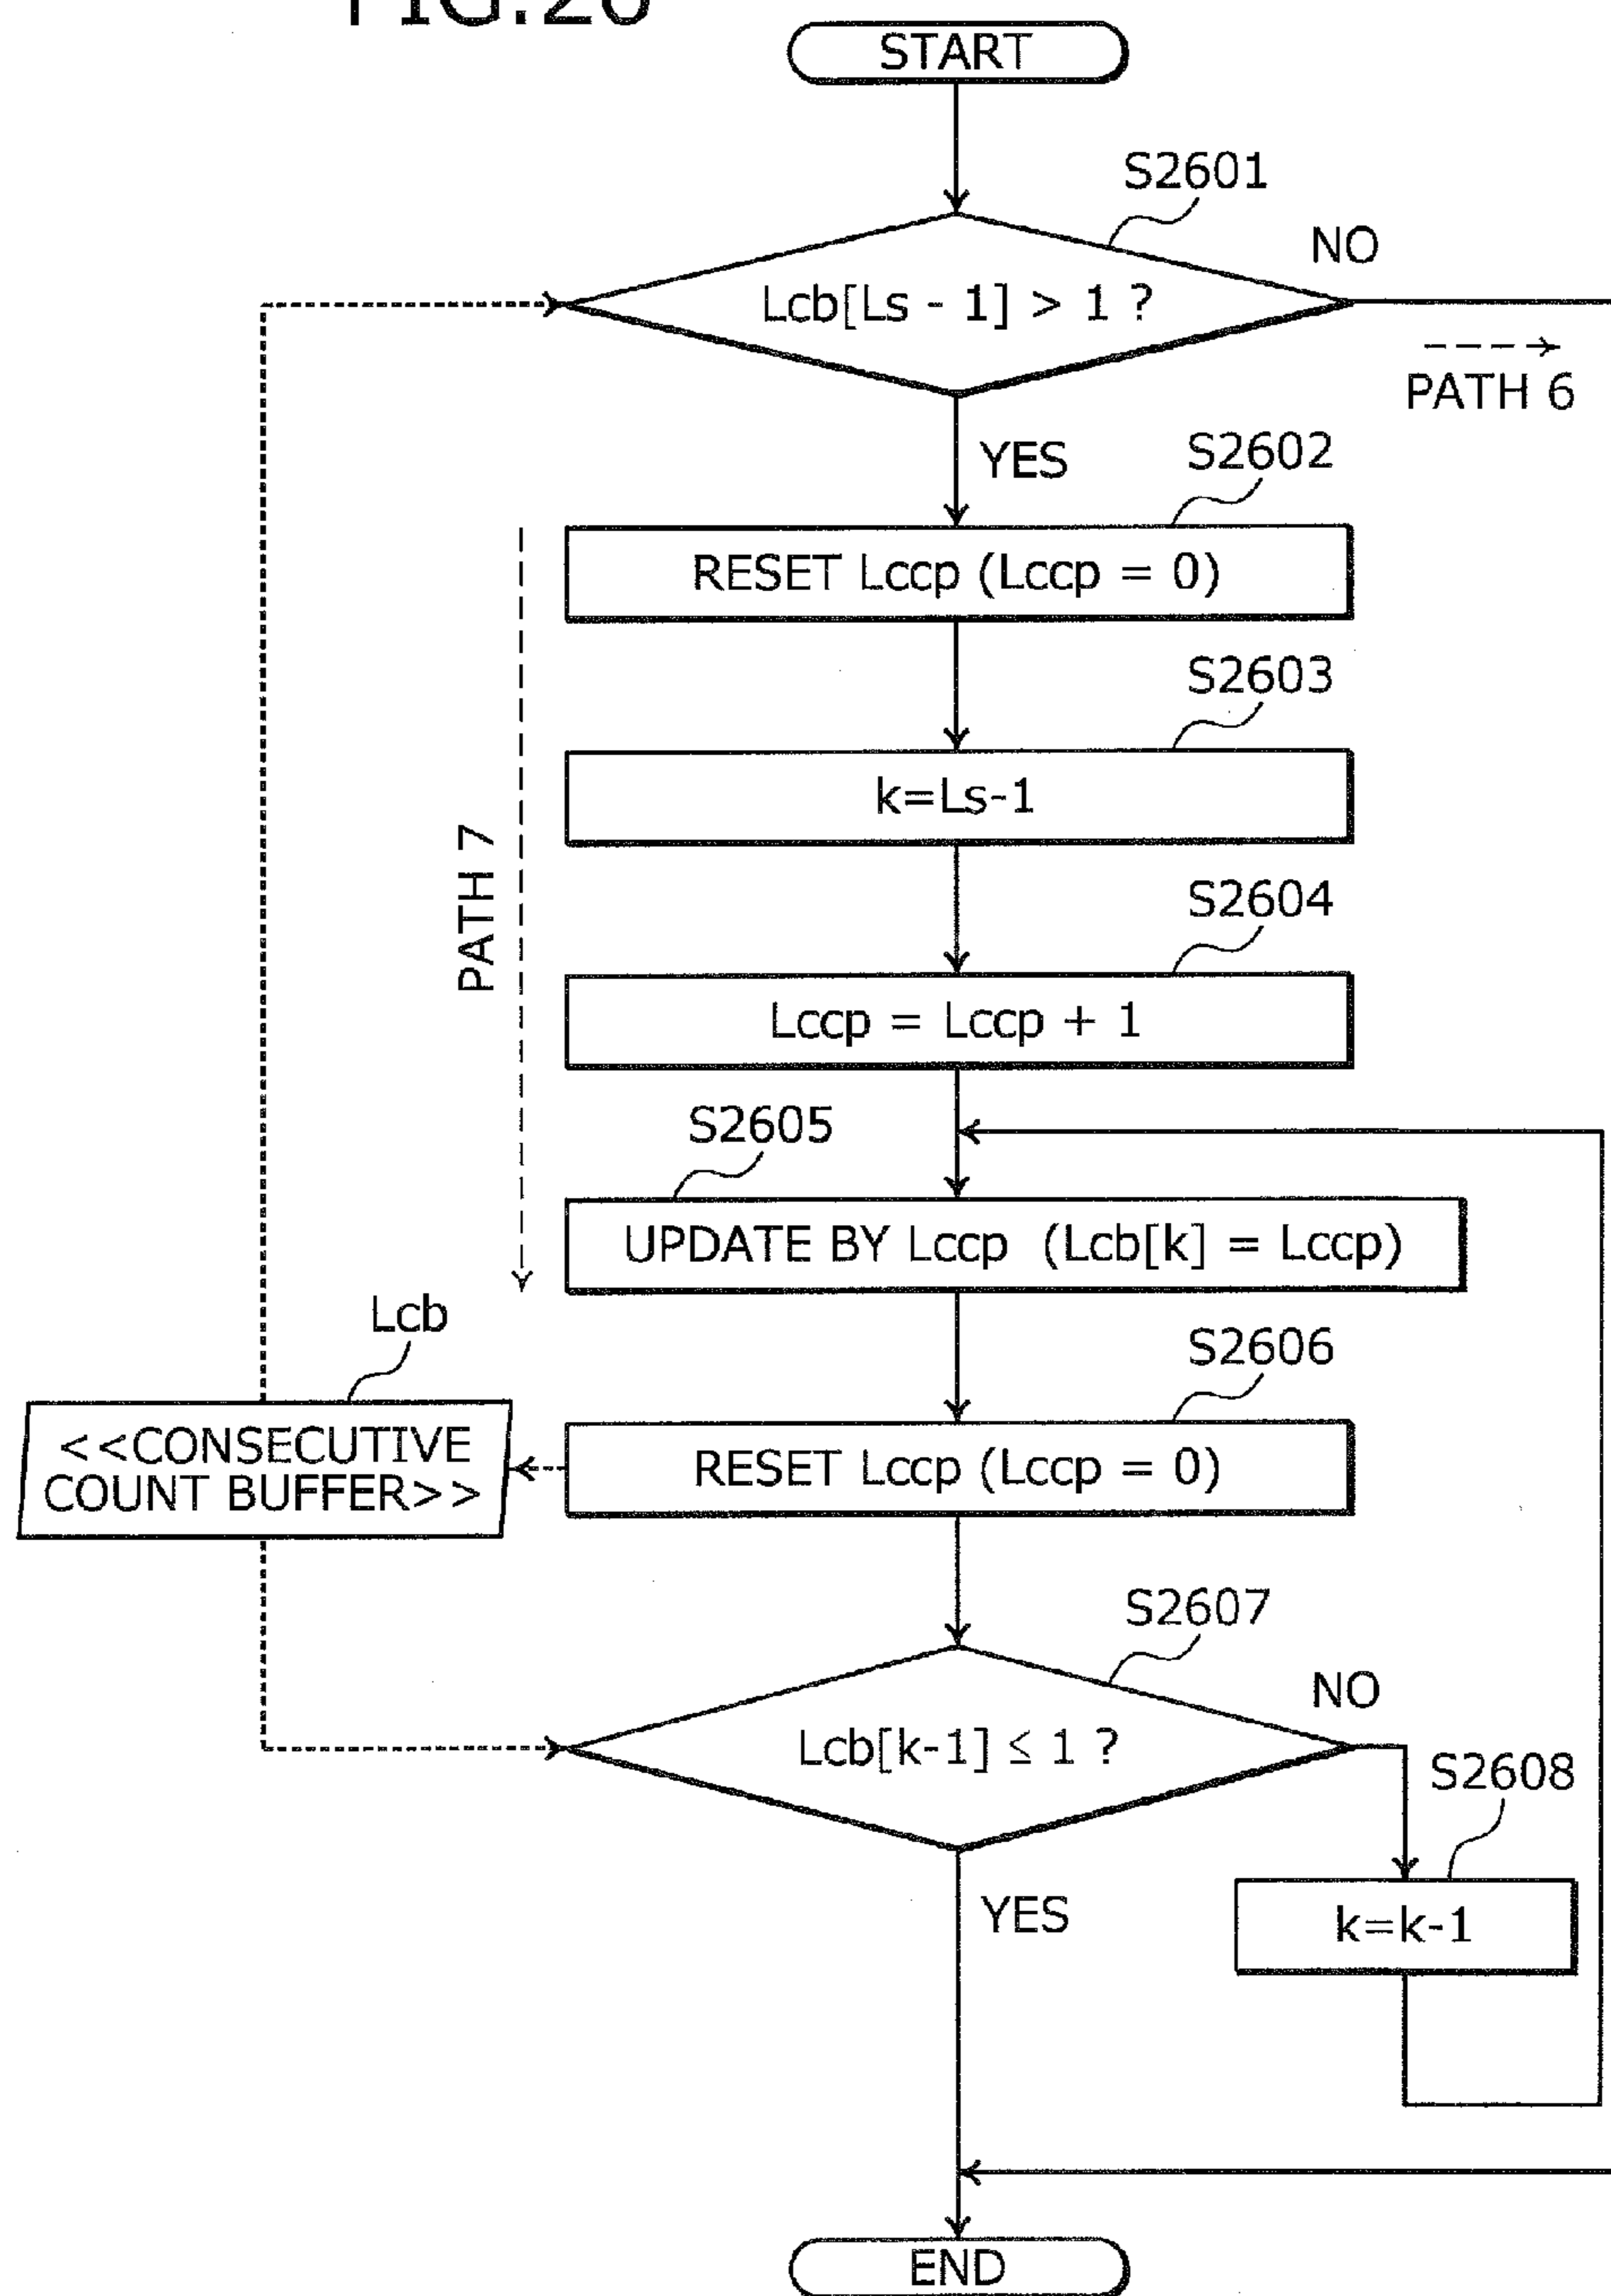 START
S2601
NO
Lcb[Ls - 1] > 1 ?
PATH 6
YES
S2602
RESET Lccp (Lccp = 0)
S2603
k=Ls-1
PATH 7
S2604
Lccp = Lccp + 1
S2605
UPDATE BY Lccp (Lcb[k] = Lccp)
Lcb
S2606
<<CONSECUTIVE
COUNT BUFFER>>
RESET Lccp (Lccp = 0)
S2607
NO
Lcb[k-1] ≤ 1 ?
S2608
YES
k=k-1
END